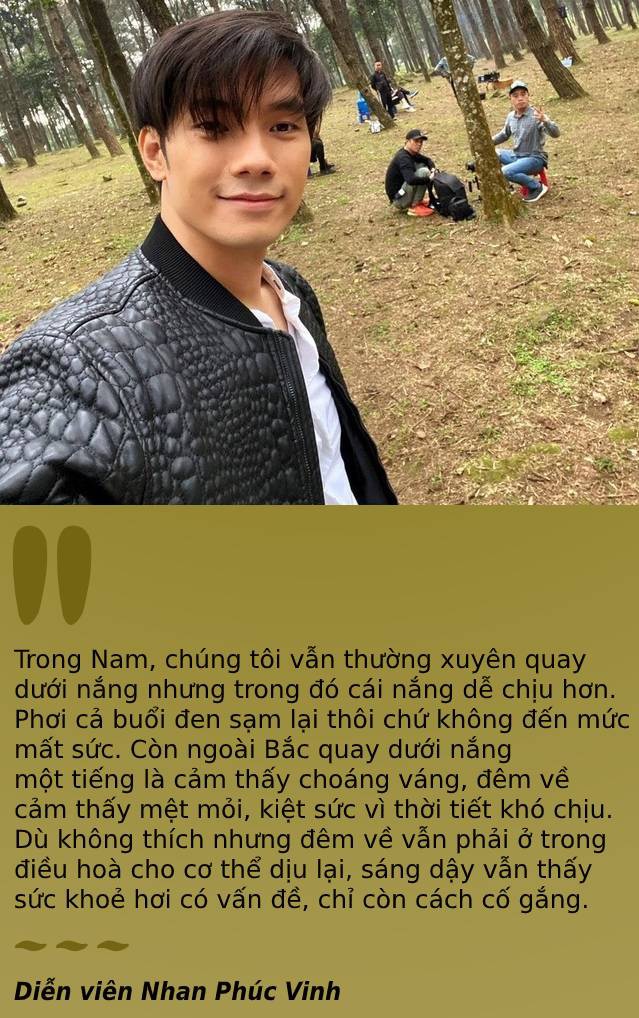 "
Trong Nam, chúng tôi vẫn thường xuyên quay
dưới nắng nhưng trong đó cái nắng dễ chịu hơn.
Phơi cả buổi đen sạm lại thôi chứ không đến mức
mất sức. Còn ngoài Bắc quay dưới nắng
một tiếng là cảm thấy choáng váng, đêm về
cảm thấy mệt mỏi, kiệt sức vì thời tiết khó chịu.
Dù không thích nhưng đêm về vẫn phải ở trong
điều hoà cho cơ thể dịu lại, sáng dậy vẫn thấy
sức khoẻ hơi có vấn đề, chỉ còn cách cố gắng.
~~~
Diễn viên Nhan Phúc Vinh